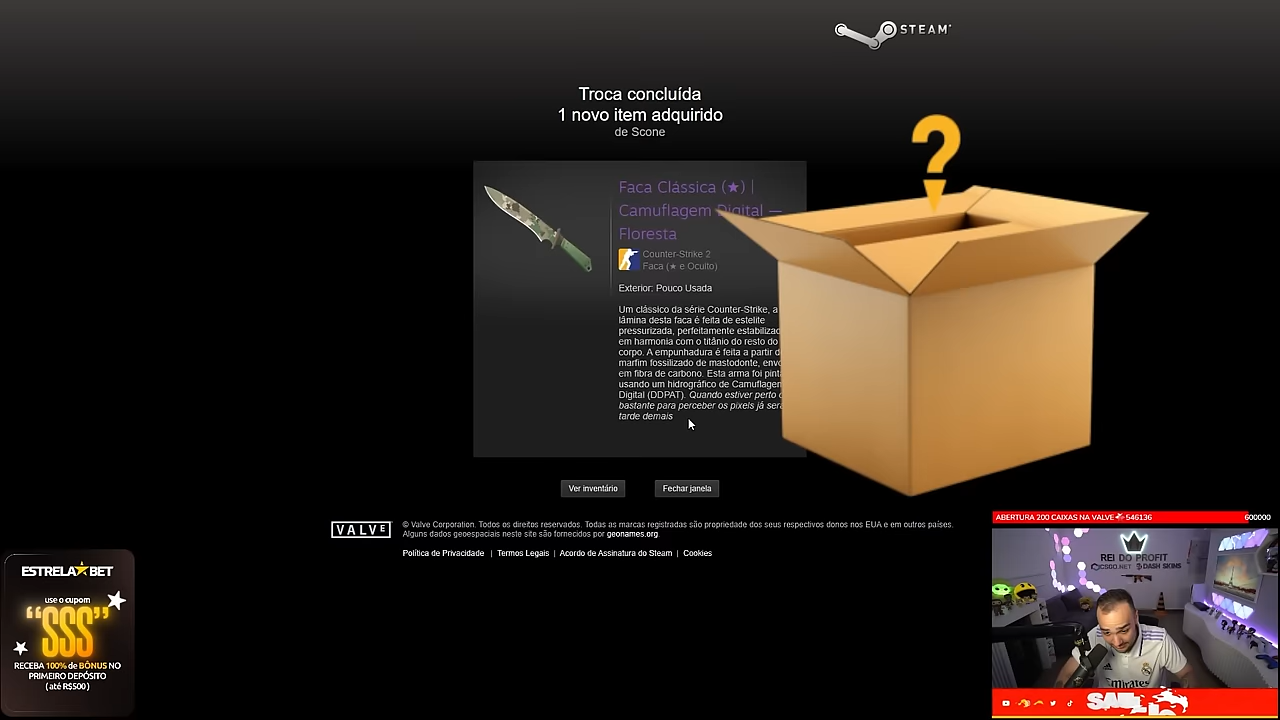 STEAM
Troca concluída
1 novo item adquirido
de Scone
?
Faca Clássica (★) |
Camuflagem Digital —
Floresta
Counter-Strike 2
Faca (★ e Oculto)
Exterior: Pouco Usada
Um clássico da série Counter-Strike, a
lâmina desta faca é feita de estelite
pressurizada, perfeitamente
em harmonia com o titânio do resto do
corpo. A empunhadura é feita a partir
marfim fossilizado de mastodonte,
em fibra de carbono. Esta arma foi
usando um hidrográfico de
Digital (DDPAT). Quando estiver perto
bastante para perceber os pixels já
tarde demais
Ver inventário
Fechar janela
VALVE
© Valve Corporation. Todos os direitos reservados. Todas as marcas registradas são propriedade dos seus respectivos donos nos EUA e em outros países.
Alguns dados geoespaciais neste site são fornecidos por geonames.org.
Política de Privacidade | Termos Legais | Acordo de Assinatura do Steam | Cookies
ESTRELA★BET
use o cupom
“SSS”
RECEBA 100% de BÔNUS NO
PRIMEIRO DEPÓSITO
(até R$500)
ABERTURA 200 CAIXAS NA VALVE 546136
600000
REI DO PROFIT
CSGO.NET DASH SKINS
Emirates